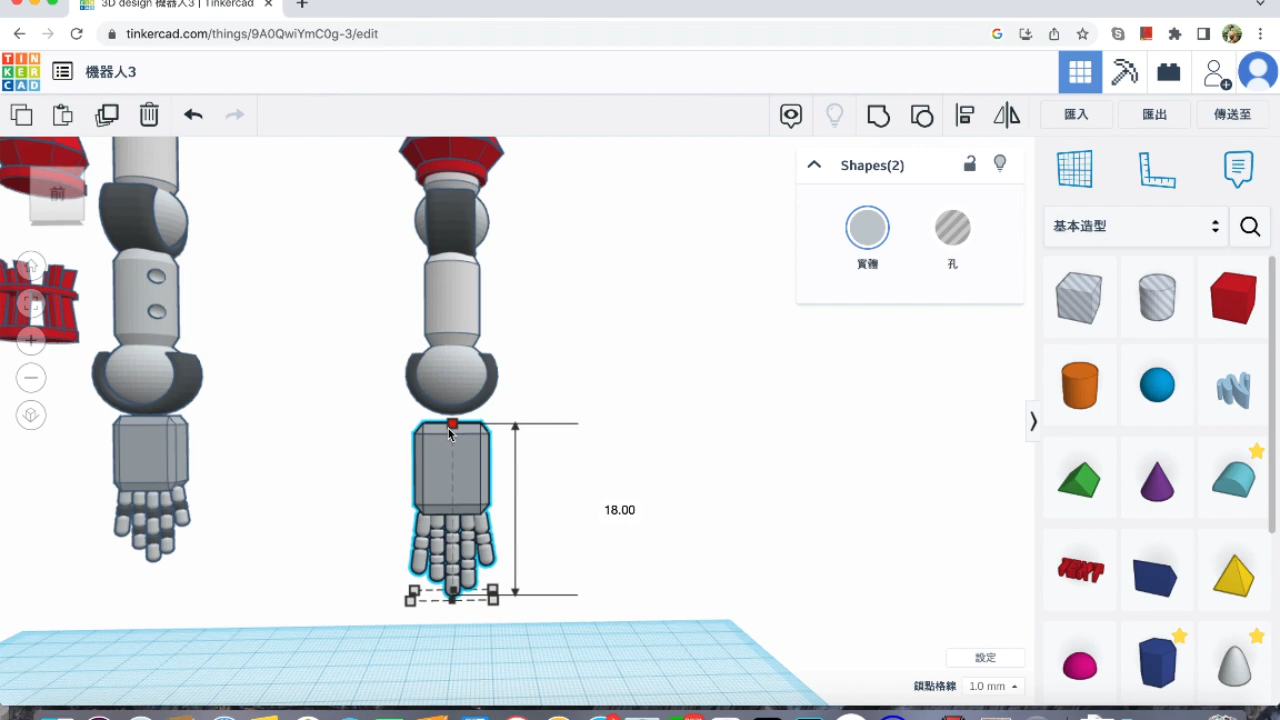 3D design 機器人3 | Tinkercad
tinkercad.com/things/9A0QwiYmC0g-3/edit
TIN
KER
CAD
機器人3
匯入
匯出
傳送至
前
Shapes(2)
實體
孔
基本造型
TEXT
18.00
設定
鎖點格線 1.0 mm